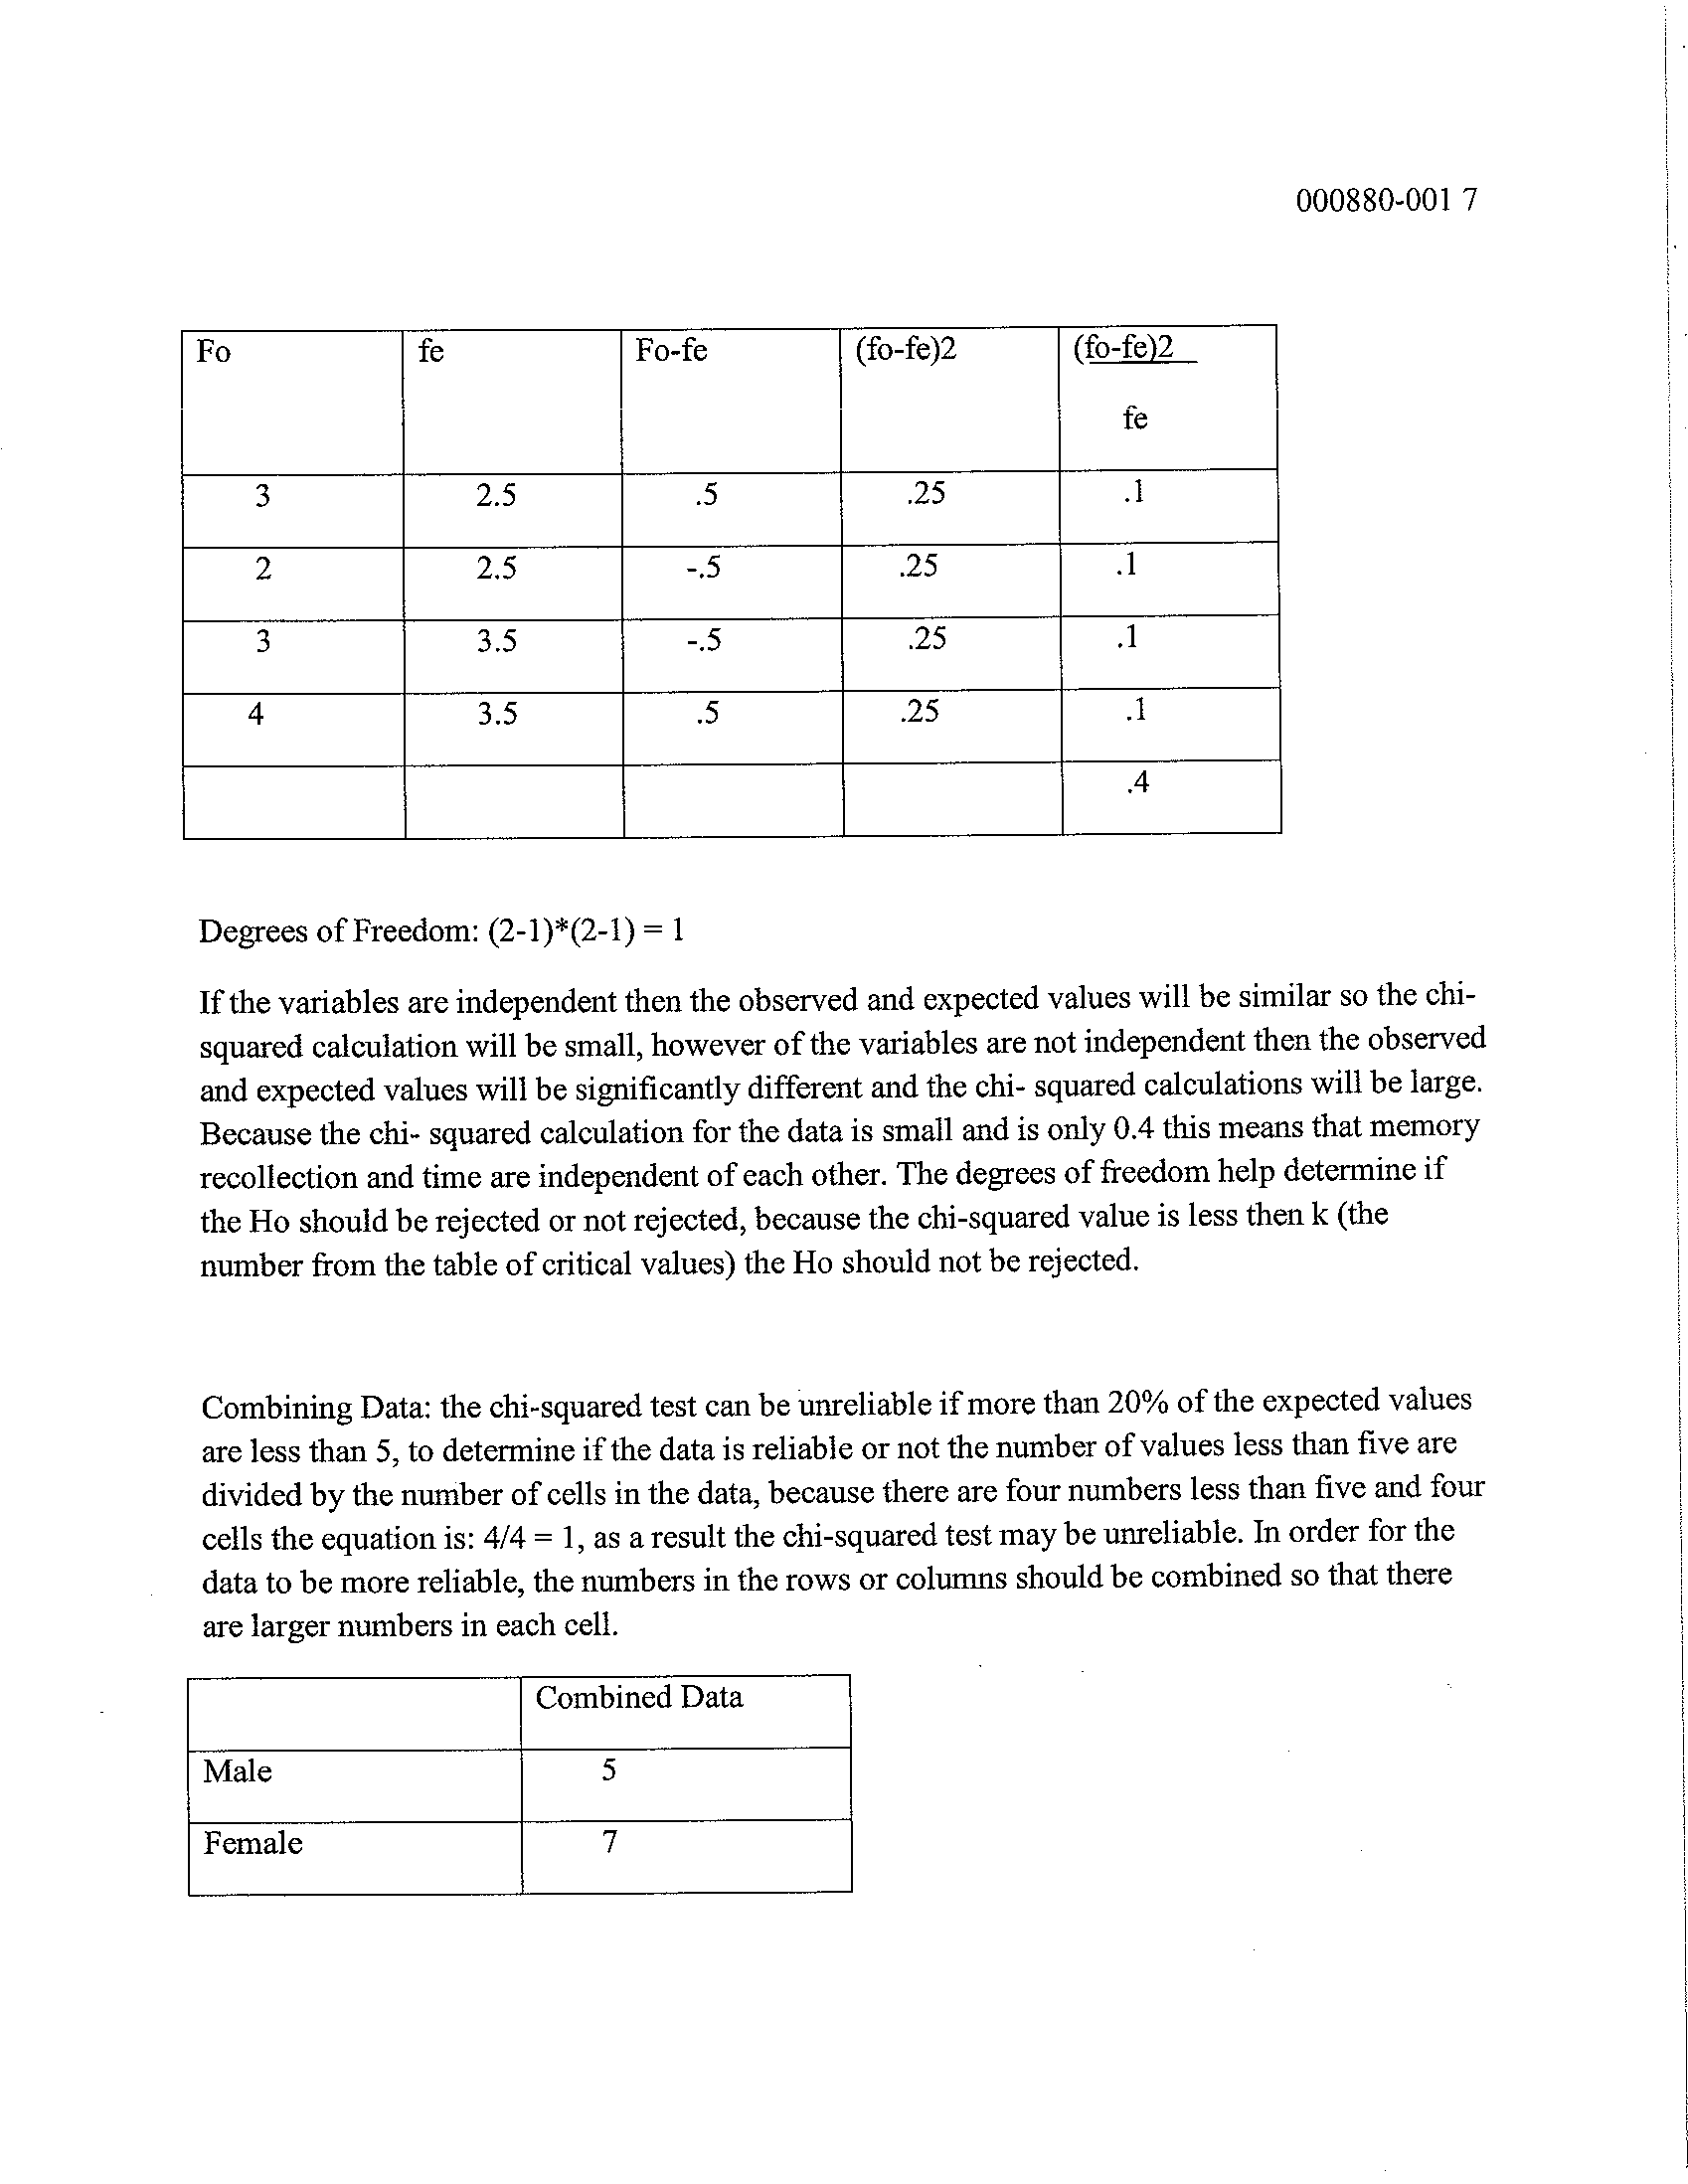 000880-001 7
Fo fe Fo-fe (fo-fe)2 (fo-fe)2
fe
3 2.5 .5 .25 .1
2 2.5 -.5 .25 .1
3 3.5 -.5 .25 .1
4 3.5 .5 .25 .1
.4
Degrees of Freedom: (2-1)*(2-1) = 1
If the variables are independent then the observed and expected values will be similar so the chi-
squared calculation will be small, however of the variables are not independent then the observed
and expected values will be significantly different and the chi- squared calculations will be large.
Because the chi- squared calculation for the data is small and is only 0.4 this means that memory
recollection and time are independent of each other. The degrees of freedom help determine if
the Ho should be rejected or not rejected, because the chi-squared value is less then k (the
number from the table of critical values) the Ho should not be rejected.
Combining Data: the chi-squared test can be unreliable if more than 20% of the expected values
are less than 5, to determine if the data is reliable or not the number of values less than five are
divided by the number of cells in the data, because there are four numbers less than five and four
cells the equation is: 4/4 = 1, as a result the chi-squared test may be unreliable. In order for the
data to be more reliable, the numbers in the rows or columns should be combined so that there
are larger numbers in each cell.
Combined Data
Male 5
Female 7